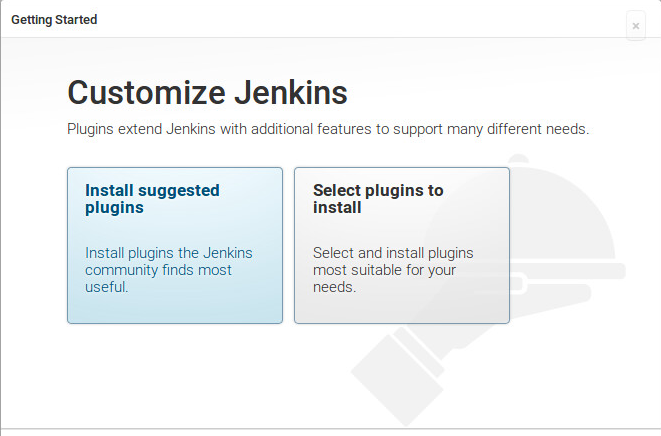 Getting Started
×
Customize Jenkins
Plugins extend Jenkins with additional features to support many different needs.
Install suggested
plugins
Install plugins the Jenkins
community finds most
useful.
Select plugins to
install
Select and install plugins
most suitable for your
needs.